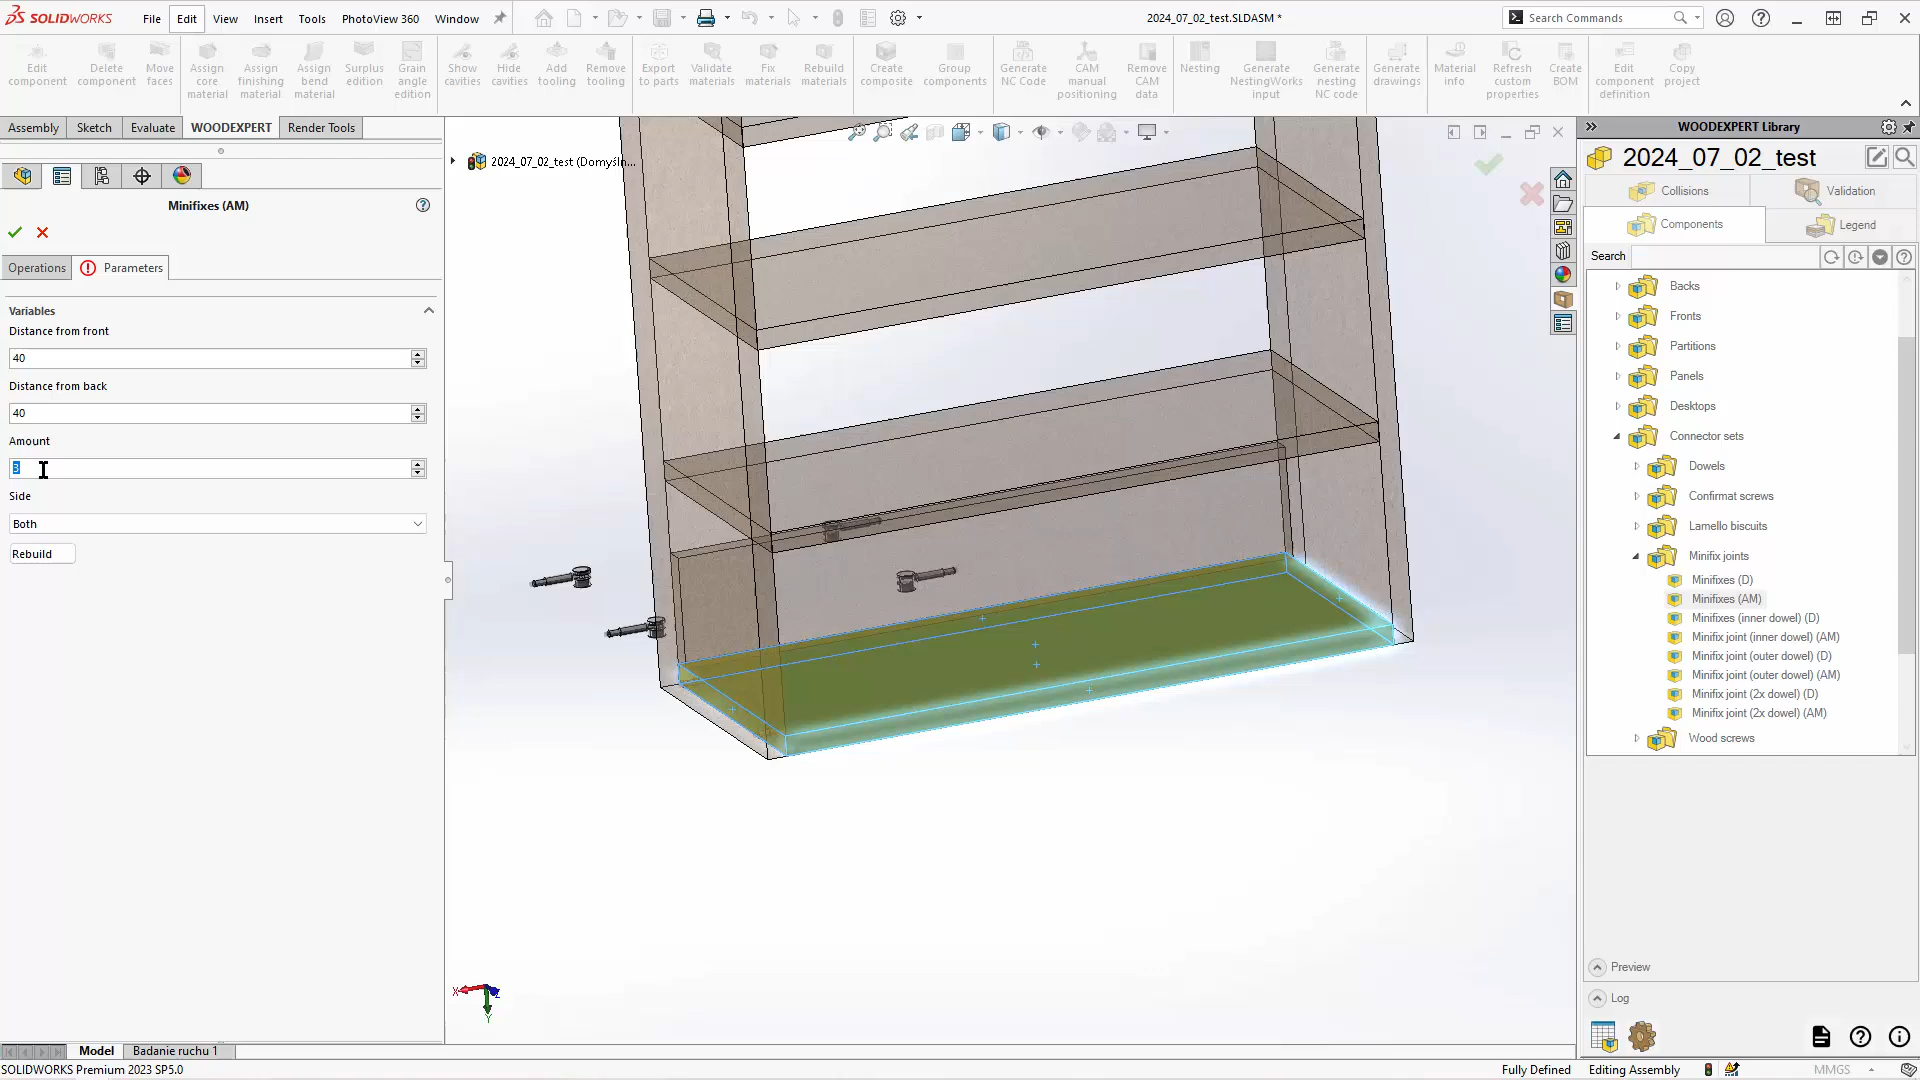 SOLIDWORKS File Edit View Insert Tools PhotoView 360 Window 2024_07_02_test.SLDASM * Search Commands
Edit component
Delete component
Move faces
Assign core material
Assign finishing material
Assign bend material
Surplus edition
Grain angle edition
Show cavities
Hide cavities
Add tooling
Remove tooling
Export to parts
Validate materials
Fix materials
Rebuild materials
Create composite
Group components
Generate NC Code
CAM manual positioning
Remove CAM data
Nesting
Generate NestingWorks input
Generate nesting NC code
Generate drawings
Material info
Refresh custom properties
Create BOM
Edit component definition
Copy project
Assembly Sketch Evaluate WOODEXPERT Render Tools
Minifixes (AM)
Operations Parameters
Variables
Distance from front
40
Distance from back
40
Amount
3
Side
Both
Rebuild
2024_07_02_test (Domyśln...
X
Y
Z
WOODEXPERT Library
2024_07_02_test
Collisions Validation
Components Legend
Search
Backs
Fronts
Partitions
Panels
Desktops
Connector sets
Dowels
Confirmat screws
Lamello biscuits
Minifix joints
Minifixes (D)
Minifixes (AM)
Minifixes (inner dowel) (D)
Minifix joint (inner dowel) (AM)
Minifix joint (outer dowel) (D)
Minifix joint (outer dowel) (AM)
Minifix joint (2x dowel) (D)
Minifix joint (2x dowel) (AM)
Wood screws
Preview
Log
Model Badanie ruchu 1
SOLIDWORKS Premium 2023 SP5.0 Fully Defined Editing Assembly MMGS